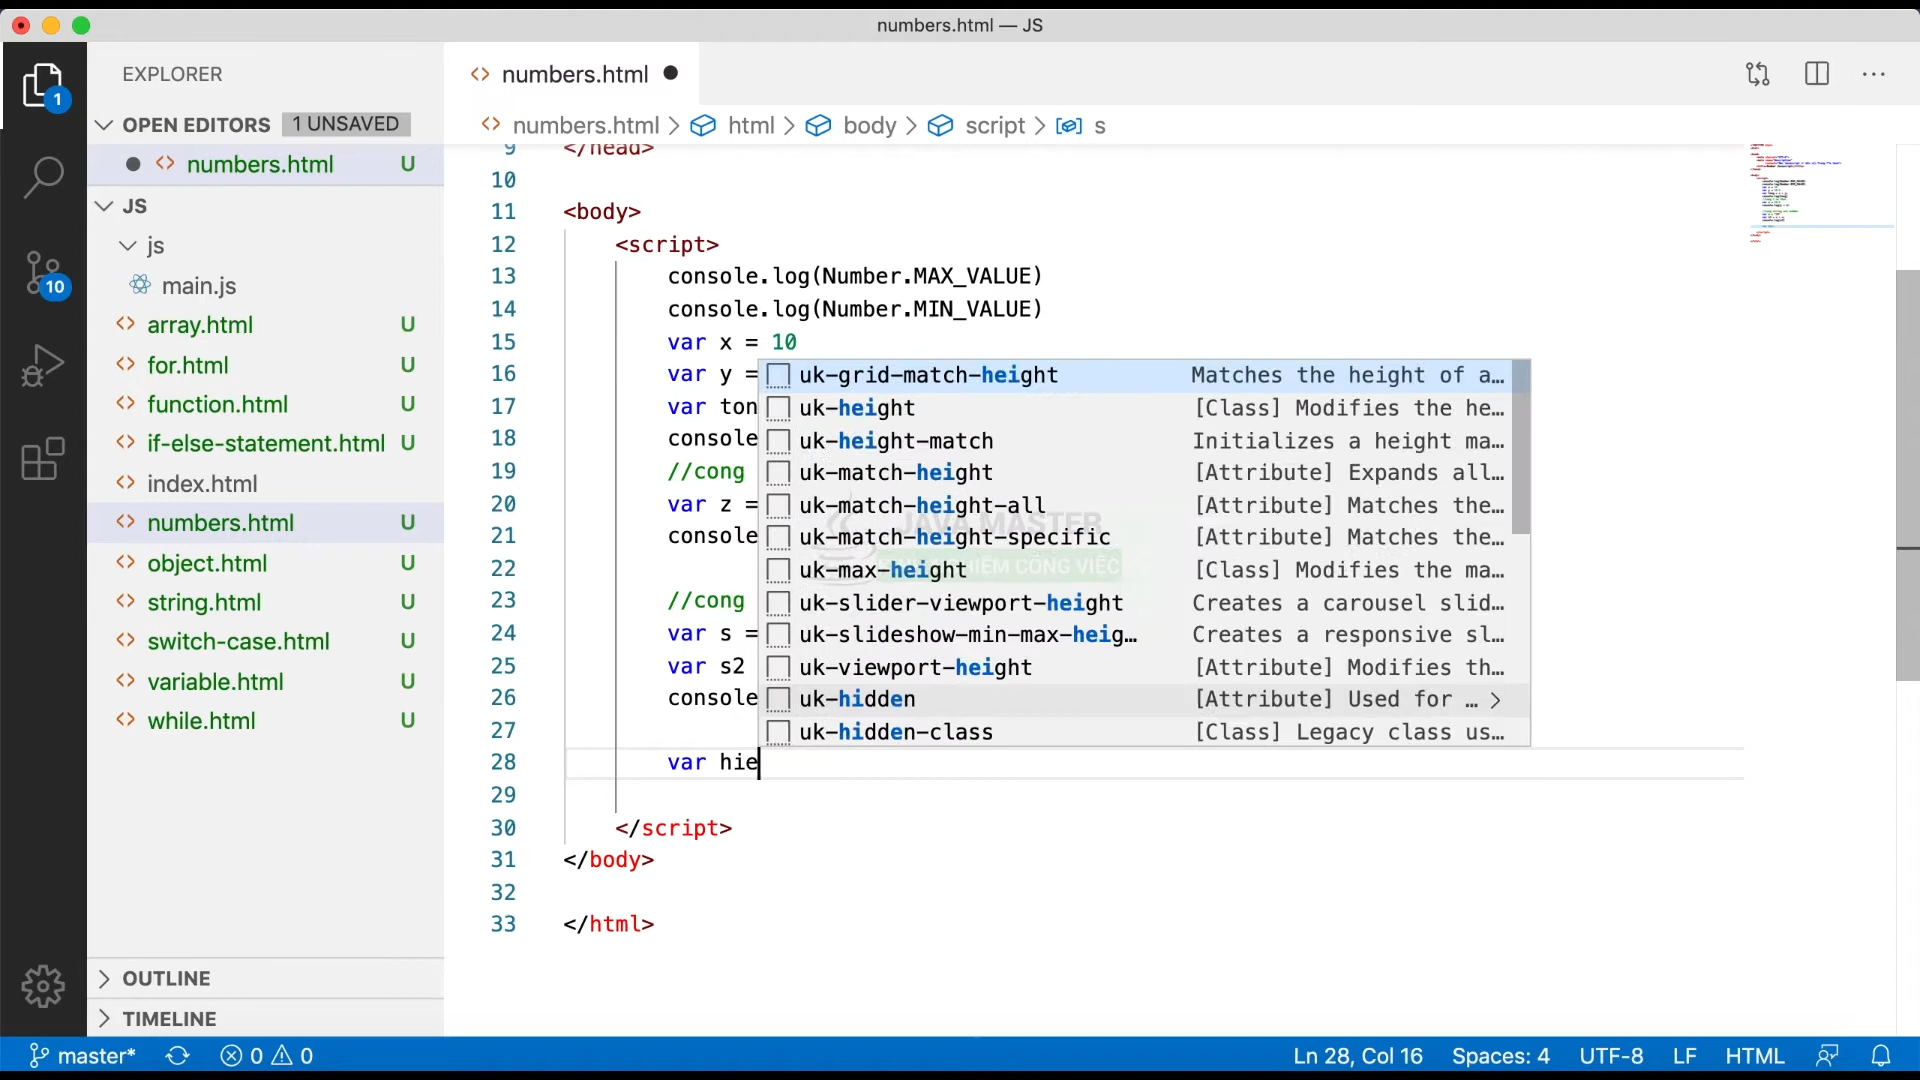 numbers.html — JS
EXPLORER
numbers.html
1
OPEN EDITORS 1 UNSAVED
numbers.html > html > body > script > s
numbers.html U
JS
js
main.js
array.html U
for.html U
function.html U
if-else-statement.html U
index.html
numbers.html U
object.html U
string.html U
switch-case.html U
variable.html U
while.html U
10
OUTLINE
TIMELINE
9 </head>
10
11 <body>
12 <script>
13 console.log(Number.MAX_VALUE)
14 console.log(Number.MIN_VALUE)
15 var x = 10
16 var y =
17 var ton
18 console
19 //cong
20 var z =
21 console
22
23 //cong
24 var s =
25 var s2
26 console
27
28 var hie
29
30 </script>
31 </body>
32
33 </html>
uk-grid-match-height Matches the height of a…
uk-height [Class] Modifies the he…
uk-height-match Initializes a height ma…
uk-match-height [Attribute] Expands all…
uk-match-height-all [Attribute] Matches the…
uk-match-height-specific [Attribute] Matches the…
uk-max-height [Class] Modifies the ma…
uk-slider-viewport-height Creates a carousel slid…
uk-slideshow-min-max-heig… Creates a responsive sl…
uk-viewport-height [Attribute] Modifies th…
uk-hidden [Attribute] Used for … >
uk-hidden-class [Class] Legacy class us…
JAVA MASTER
CÔNG VIỆC
master* 0 0 Ln 28, Col 16 Spaces: 4 UTF-8 LF HTML